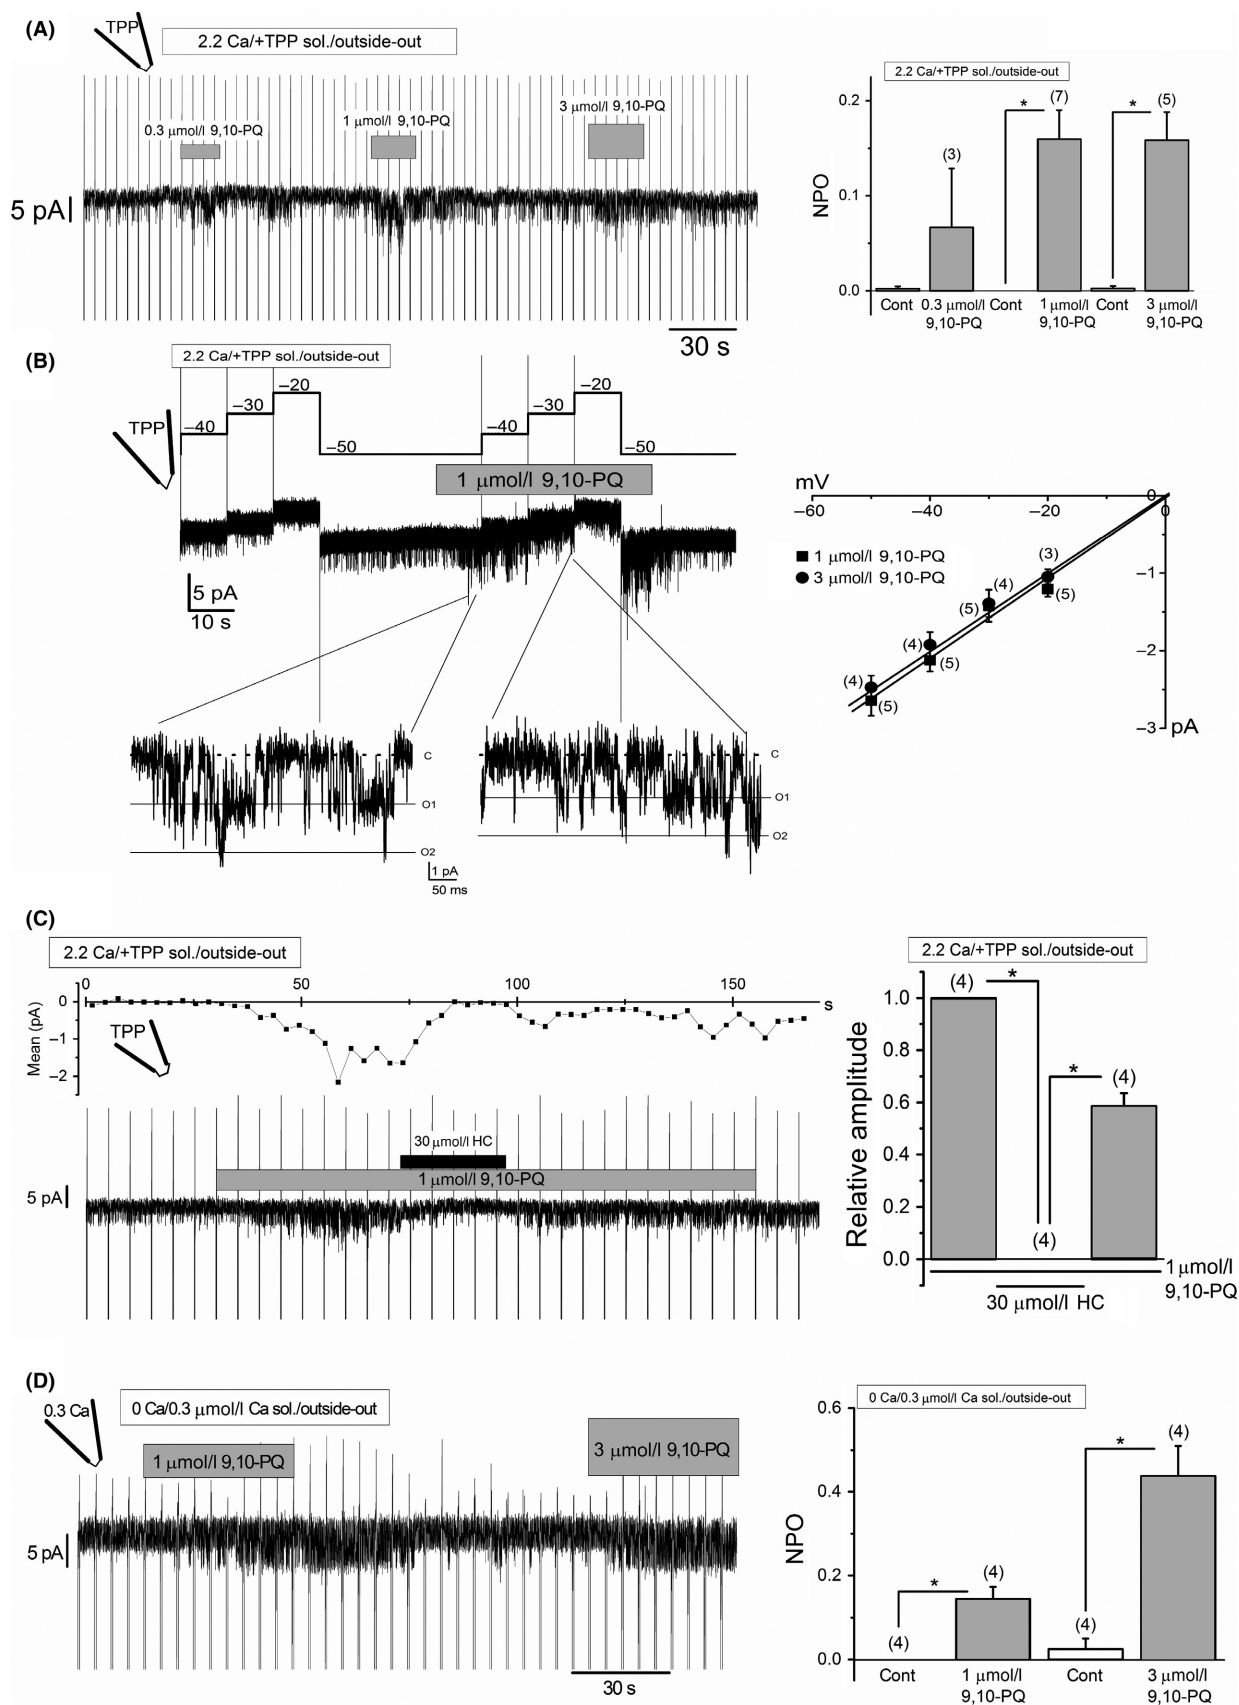 (A)
TPP
2.2 Ca/+TPP sol./outside-out
0.3 µmol/l 9,10-PQ
1 µmol/l 9,10-PQ
3 µmol/l 9,10-PQ
5 pA
30 s
2.2 Ca/+TPP sol./outside-out
NPO
0.2
0.1
0.0
(3)
*
(7)
*
(5)
Cont
0.3 µmol/l
9,10-PQ
Cont
1 µmol/l
9,10-PQ
Cont
3 µmol/l
9,10-PQ
(B)
2.2 Ca/+TPP sol./outside-out
TPP
–40
–30
–20
–50
–40
–30
–20
–50
1 µmol/l 9,10-PQ
5 pA
10 s
C
O1
O2
C
O1
O2
1 pA
50 ms
mV
–60
–40
–20
0
0
–1
–2
–3
pA
1 µmol/l 9,10-PQ
3 µmol/l 9,10-PQ
(3)
(5)
(4)
(5)
(4)
(5)
(4)
(5)
(C)
2.2 Ca/+TPP sol./outside-out
0
50
100
150
s
Mean (pA)
0
–1
–2
TPP
30 µmol/l HC
1 µmol/l 9,10-PQ
5 pA
2.2 Ca/+TPP sol./outside-out
Relative amplitude
1.0
0.8
0.6
0.4
0.2
0.0
(4)
*
*
(4)
(4)
1 µmol/l
9,10-PQ
30 µmol/l HC
(D)
0.3 Ca
0 Ca/0.3 µmol/l Ca sol./outside-out
1 µmol/l 9,10-PQ
3 µmol/l 9,10-PQ
5 pA
30 s
0 Ca/0.3 µmol/l Ca sol./outside-out
NPO
0.6
0.4
0.2
0.0
(4)
*
(4)
(4)
*
(4)
Cont
1 µmol/l
9,10-PQ
Cont
3 µmol/l
9,10-PQ